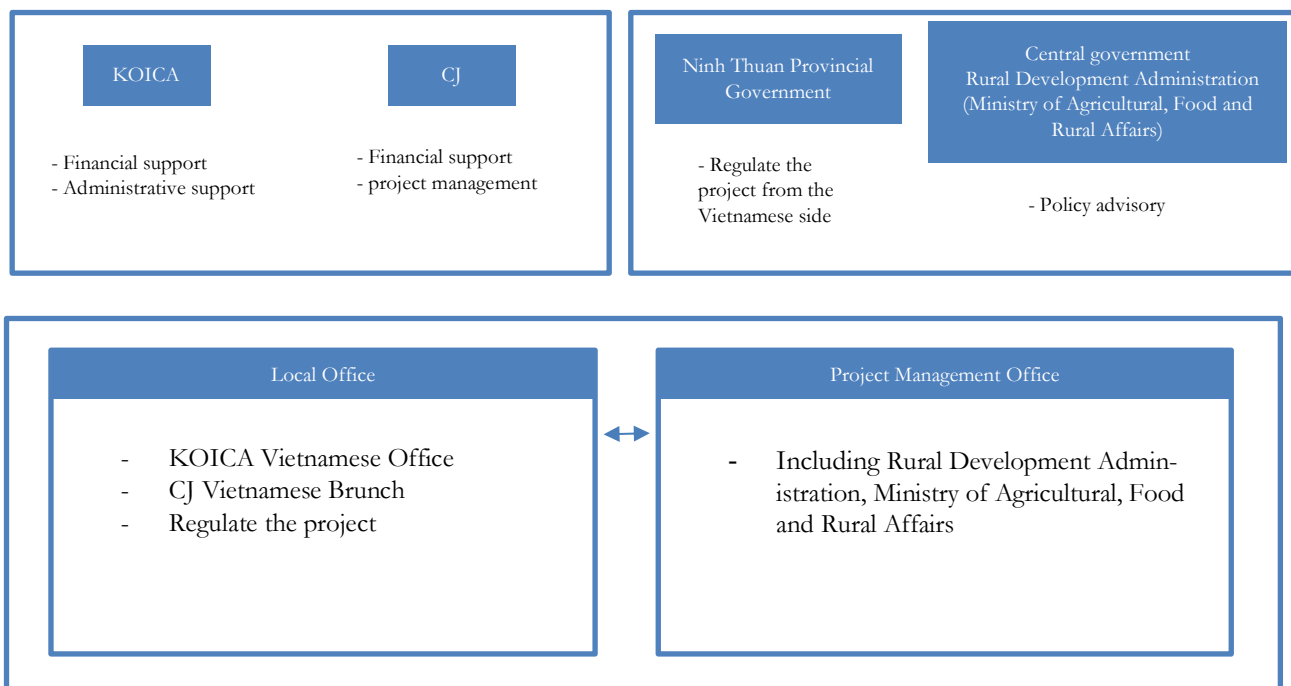 KOICA
- Financial support
- Administrative support
CJ
- Financial support
- project management
Ninh Thuan Provincial
Government
- Regulate the
project from the
Vietnamese side
Central government
Rural Development Administration
(Ministry of Agricultural, Food and
Rural Affairs)
- Policy advisory
Local Office
- KOICA Vietnamese Office
- CJ Vietnamese Brunch
- Regulate the project
Project Management Office
- Including Rural Development Admin-
istration, Ministry of Agricultural, Food
and Rural Affairs